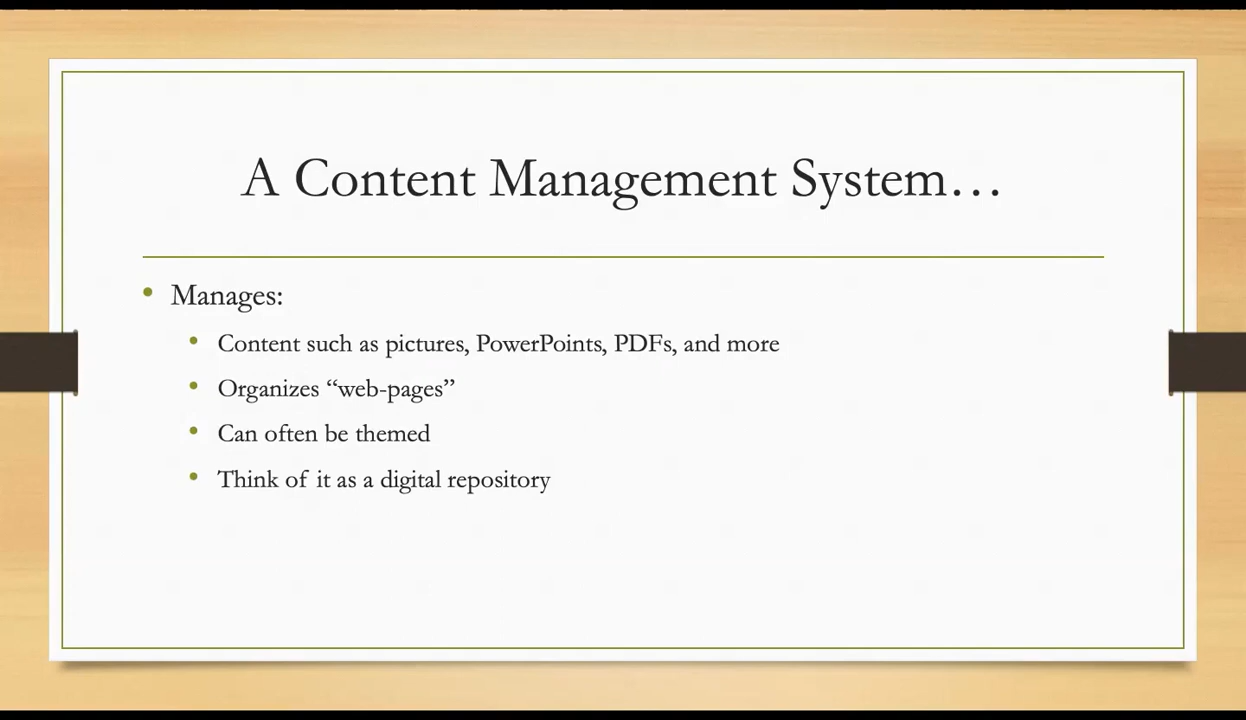 A Content Management System…
• Manages:
• Content such as pictures, PowerPoints, PDFs, and more
• Organizes “web-pages”
• Can often be themed
• Think of it as a digital repository